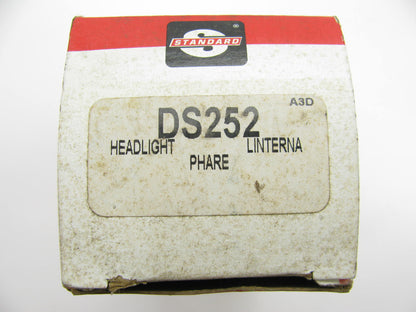 STANDARD®
A3D
DS252
HEADLIGHT LINTERNA
PHARE